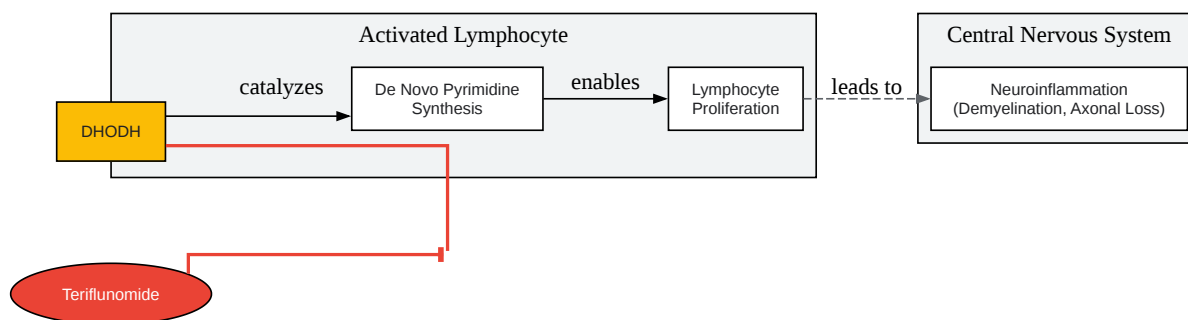 Activated Lymphocyte
Central Nervous System
catalyzes
De Novo Pyrimidine
Synthesis
enables
Lymphocyte
Proliferation
leads to
Neuroinflammation
(Demyelination, Axonal Loss)
DHODH
Teriflunomide